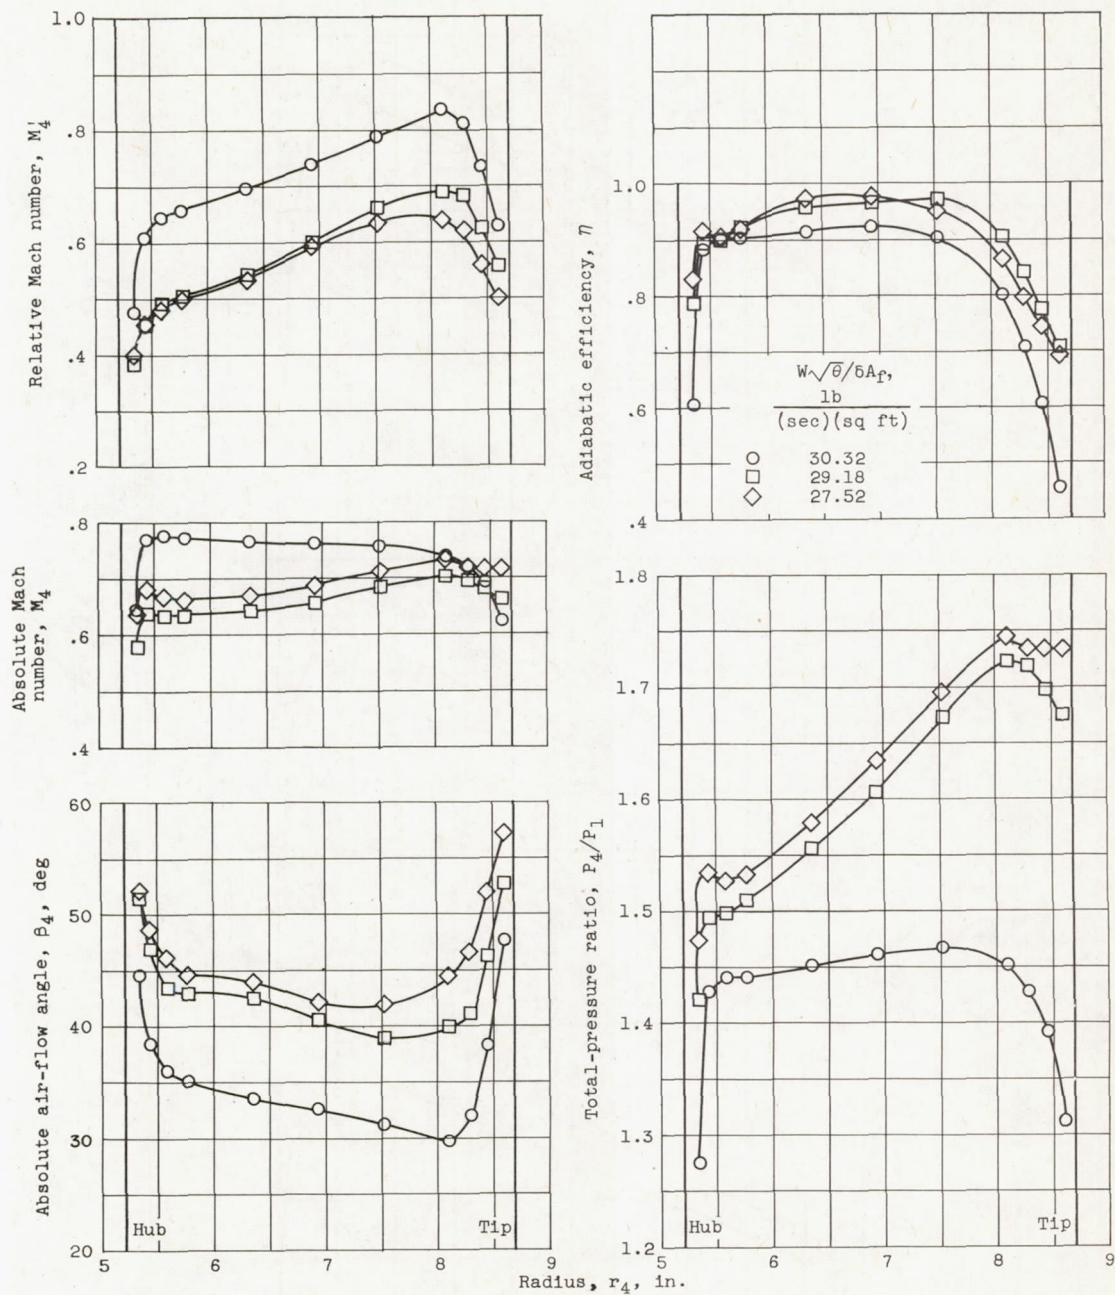 1.0
.8
.6
.4
.2
Relative Mach number, M'₄
.8
.6
.4
Absolute Mach
number, M₄
60
50
40
30
20
Absolute air-flow angle, β₄, deg
Hub
Tip
5
6
7
8
9
1.0
.8
.6
.4
Adiabatic efficiency, η
W√θ/δA_f,
lb
(sec)(sq ft)
30.32
29.18
27.52
1.8
1.7
1.6
1.5
1.4
1.3
1.2
Total-pressure ratio, P₄/P₁
Hub
Tip
5
6
7
8
9
Radius, r₄, in.